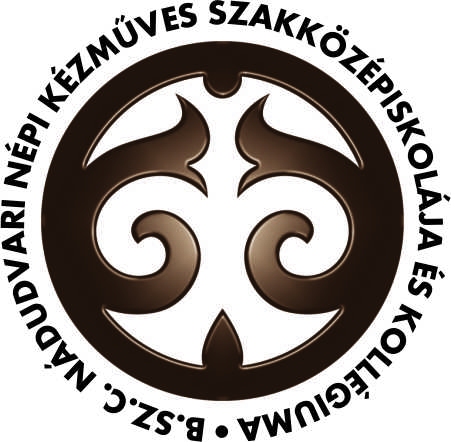 B.SZ.C. NÁDUDVARI NÉPI KÉZMŰVES SZAKKÖZÉPISKOLÁJA ÉS KOLLÉGIUMA •